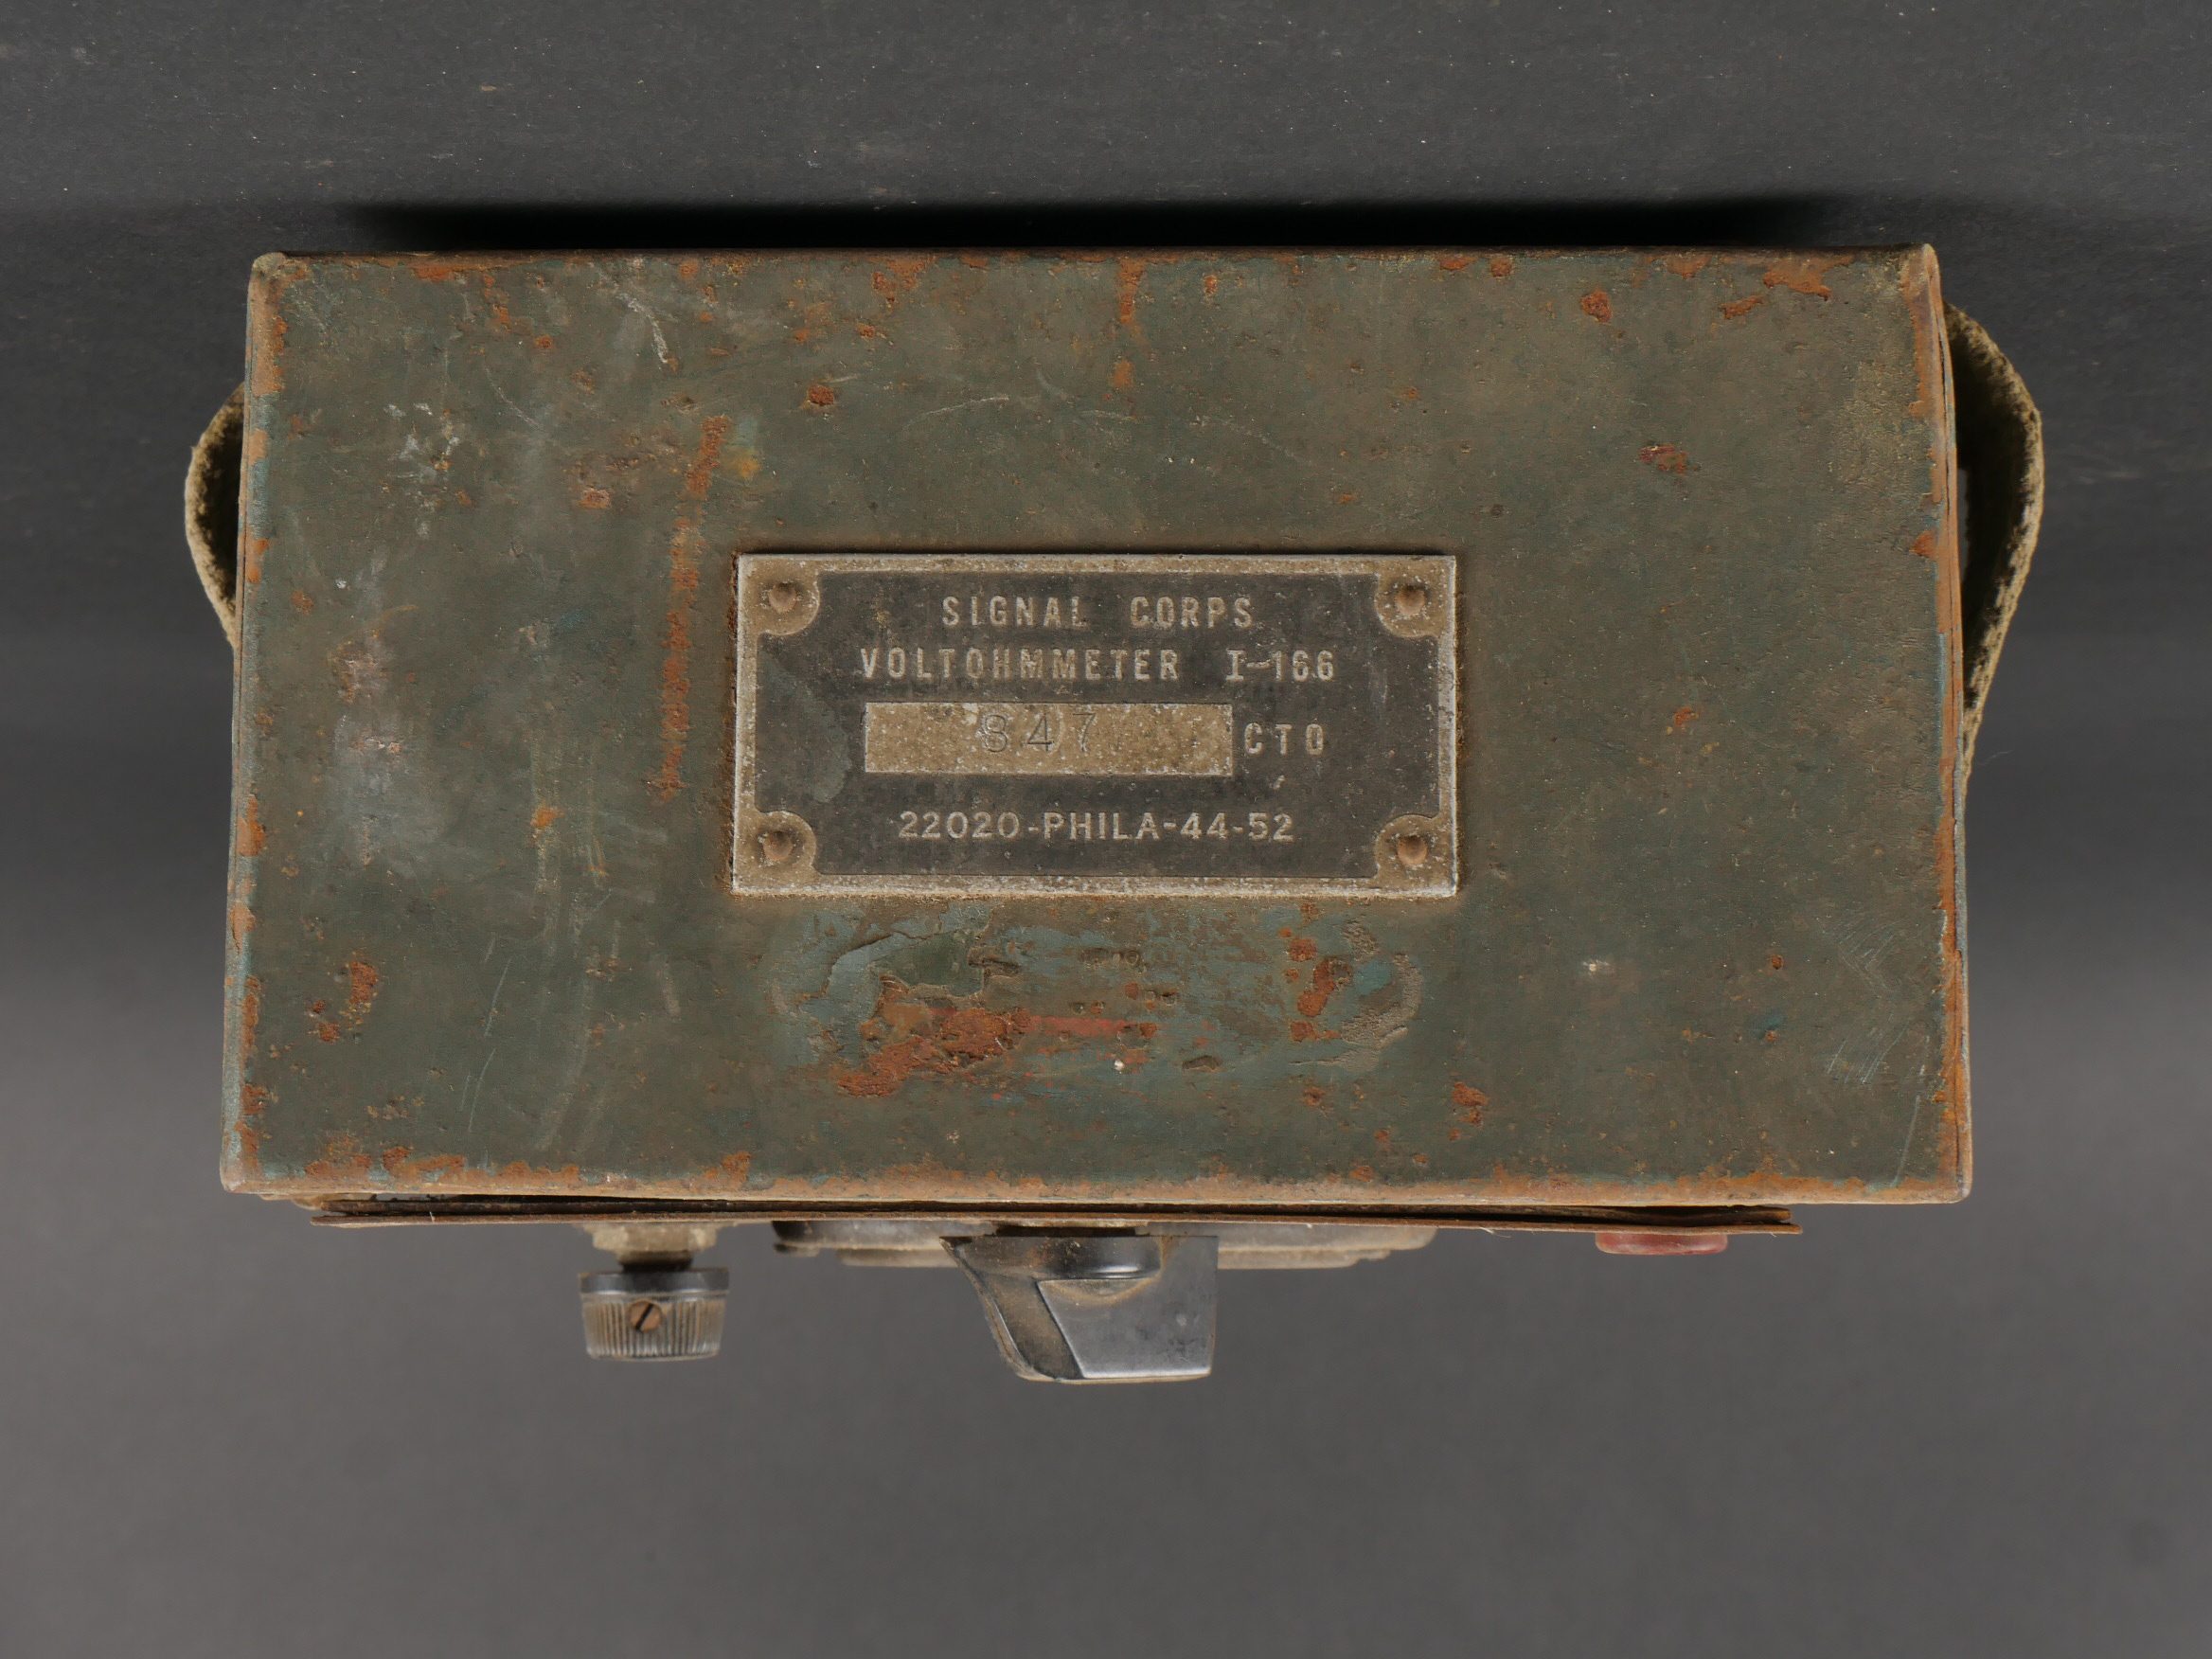 SIGNAL CORPS
VOLTOHMMETER I-166
847 CTO
22020-PHILA-44-52